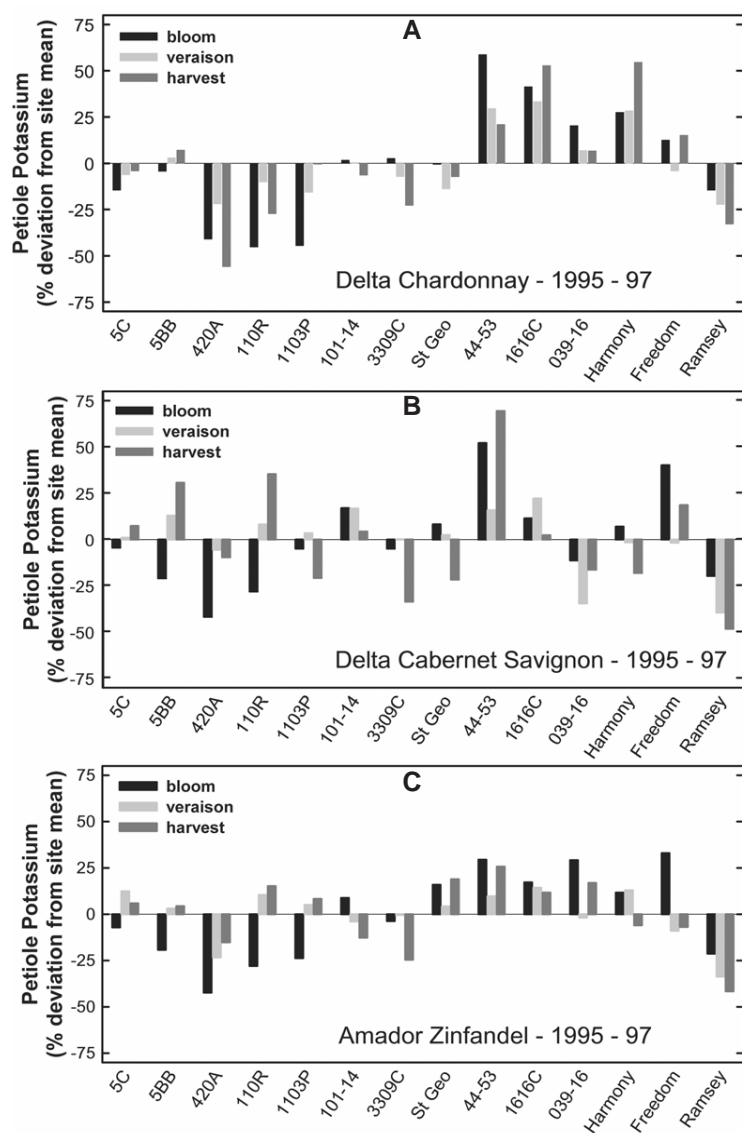 A
bloom
veraison
harvest
75
50
25
0
-25
-50
-75
Petiole Potassium
(% deviation from site mean)
Delta Chardonnay - 1995 - 97
5C
5BB
420A
110R
1103P
101-14
3309C
St Geo
44-53
1616C
039-16
Harmony
Freedom
Ramsey
B
bloom
veraison
harvest
75
50
25
0
-25
-50
-75
Petiole Potassium
(% deviation from site mean)
Delta Cabernet Savignon - 1995 - 97
5C
5BB
420A
110R
1103P
101-14
3309C
St Geo
44-53
1616C
039-16
Harmony
Freedom
Ramsey
C
bloom
veraison
harvest
75
50
25
0
-25
-50
-75
Petiole Potassium
(% deviation from site mean)
Amador Zinfandel - 1995 - 97
5C
5BB
420A
110R
1103P
101-14
3309C
St Geo
44-53
1616C
039-16
Harmony
Freedom
Ramsey